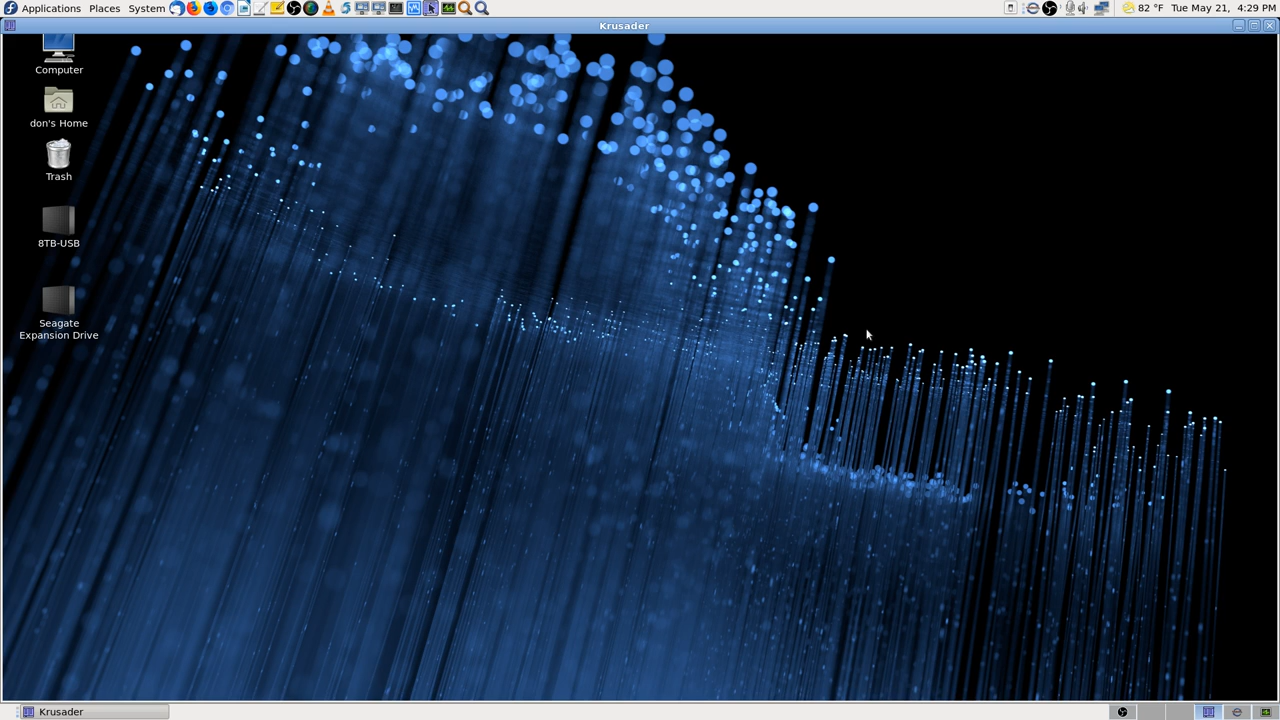 Applications Places System 82 °F Tue May 21, 4:29 PM
Krusader
Computer
don's Home
Trash
8TB-USB
Seagate
Expansion Drive
Krusader